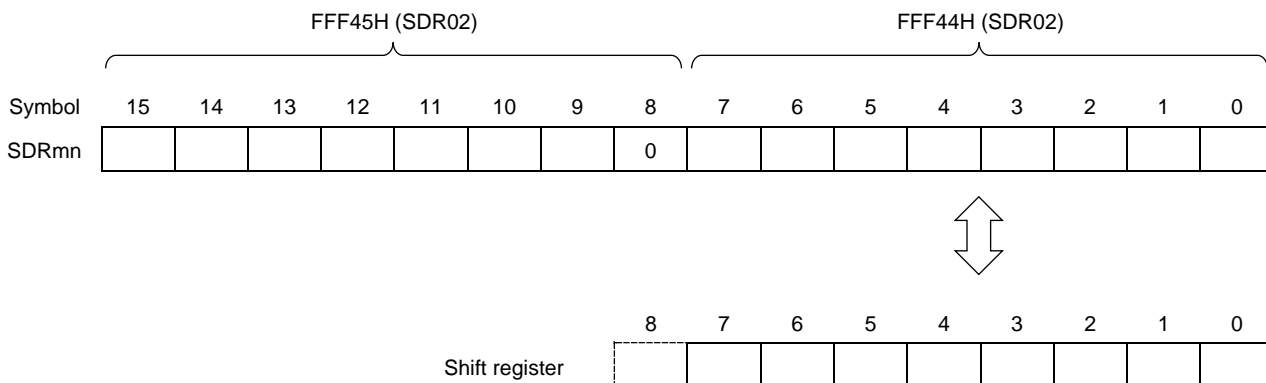 FFF45H (SDR02) FFF44H (SDR02)
Symbol 15 14 13 12 11 10 9 8 7 6 5 4 3 2 1 0
SDRmn 0
8 7 6 5 4 3 2 1 0
Shift register